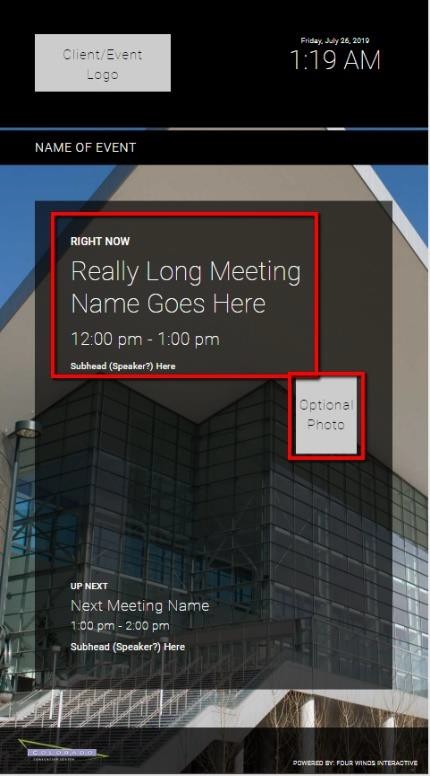 Client/Event
Logo
Friday, July 26, 2019
1:19 AM
NAME OF EVENT
RIGHT NOW
Really Long Meeting
Name Goes Here
12:00 pm - 1:00 pm
Subhead (Speaker?) Here
Optional
Photo
UP NEXT
Next Meeting Name
1:00 pm - 2:00 pm
Subhead (Speaker?) Here
COLORADO
CONVENTION CENTER
POWERED BY: FOUR WINDS INTERACTIVE